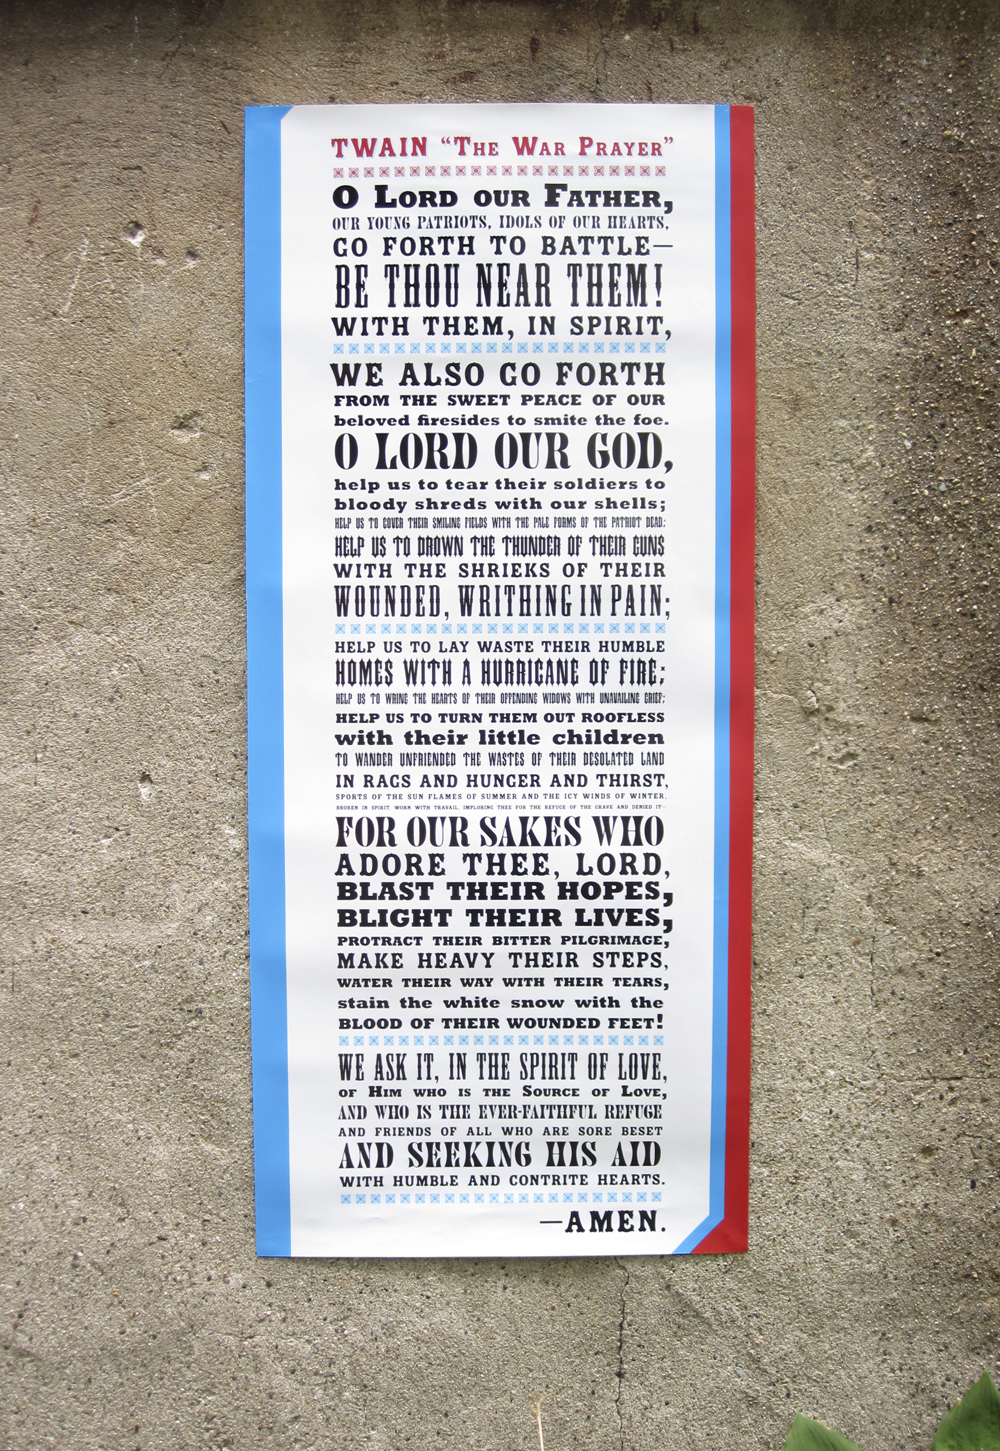 TWAIN “The War Prayer”
O Lord our Father,
OUR YOUNG PATRIOTS, IDOLS OF OUR HEARTS,
GO FORTH TO BATTLE—
BE THOU NEAR THEM!
WITH THEM, IN SPIRIT,
WE ALSO GO FORTH
FROM THE SWEET PEACE OF OUR
beloved firesides to smite the foe.
O LORD OUR GOD,
help us to tear their soldiers to
bloody shreds with our shells;
HELP US TO COVER THEIR SMILING FIELDS WITH THE PALE FORMS OF THE PATRIOT DEAD;
HELP US TO DROWN THE THUNDER OF THEIR GUNS
WITH THE SHRIEKS OF THEIR
WOUNDED, WRITHING IN PAIN;
HELP US TO LAY WASTE THEIR HUMBLE
HOMES WITH A HURRICANE OF FIRE;
HELP US TO WRING THE HEARTS OF THEIR OFFENDING WIDOWS WITH UNAVAILING GRIEF;
HELP US TO TURN THEM OUT ROOFLESS
with their little children
TO WANDER UNFRIENDED THE WASTES OF THEIR DESOLATED LAND
IN RAGS AND HUNGER AND THIRST,
SPORTS OF THE SUN FLAMES OF SUMMER AND THE ICY WINDS OF WINTER,
BROKEN IN SPIRIT, WORN WITH TRAVAIL, IMPLORING THEE FOR THE REFUGE OF THE GRAVE AND DENIED IT—
FOR OUR SAKES WHO
ADORE THEE, LORD,
BLAST THEIR HOPES,
BLIGHT THEIR LIVES,
PROTRACT THEIR BITTER PILGRIMAGE,
MAKE HEAVY THEIR STEPS,
WATER THEIR WAY WITH THEIR TEARS,
stain the white snow with the
BLOOD OF THEIR WOUNDED FEET!
WE ASK IT, IN THE SPIRIT OF LOVE,
of Him who is the Source of Love,
AND WHO IS THE EVER-FAITHFUL REFUGE
AND FRIENDS OF ALL WHO ARE SORE BESET
AND SEEKING HIS AID
WITH HUMBLE AND CONTRITE HEARTS.
—AMEN.